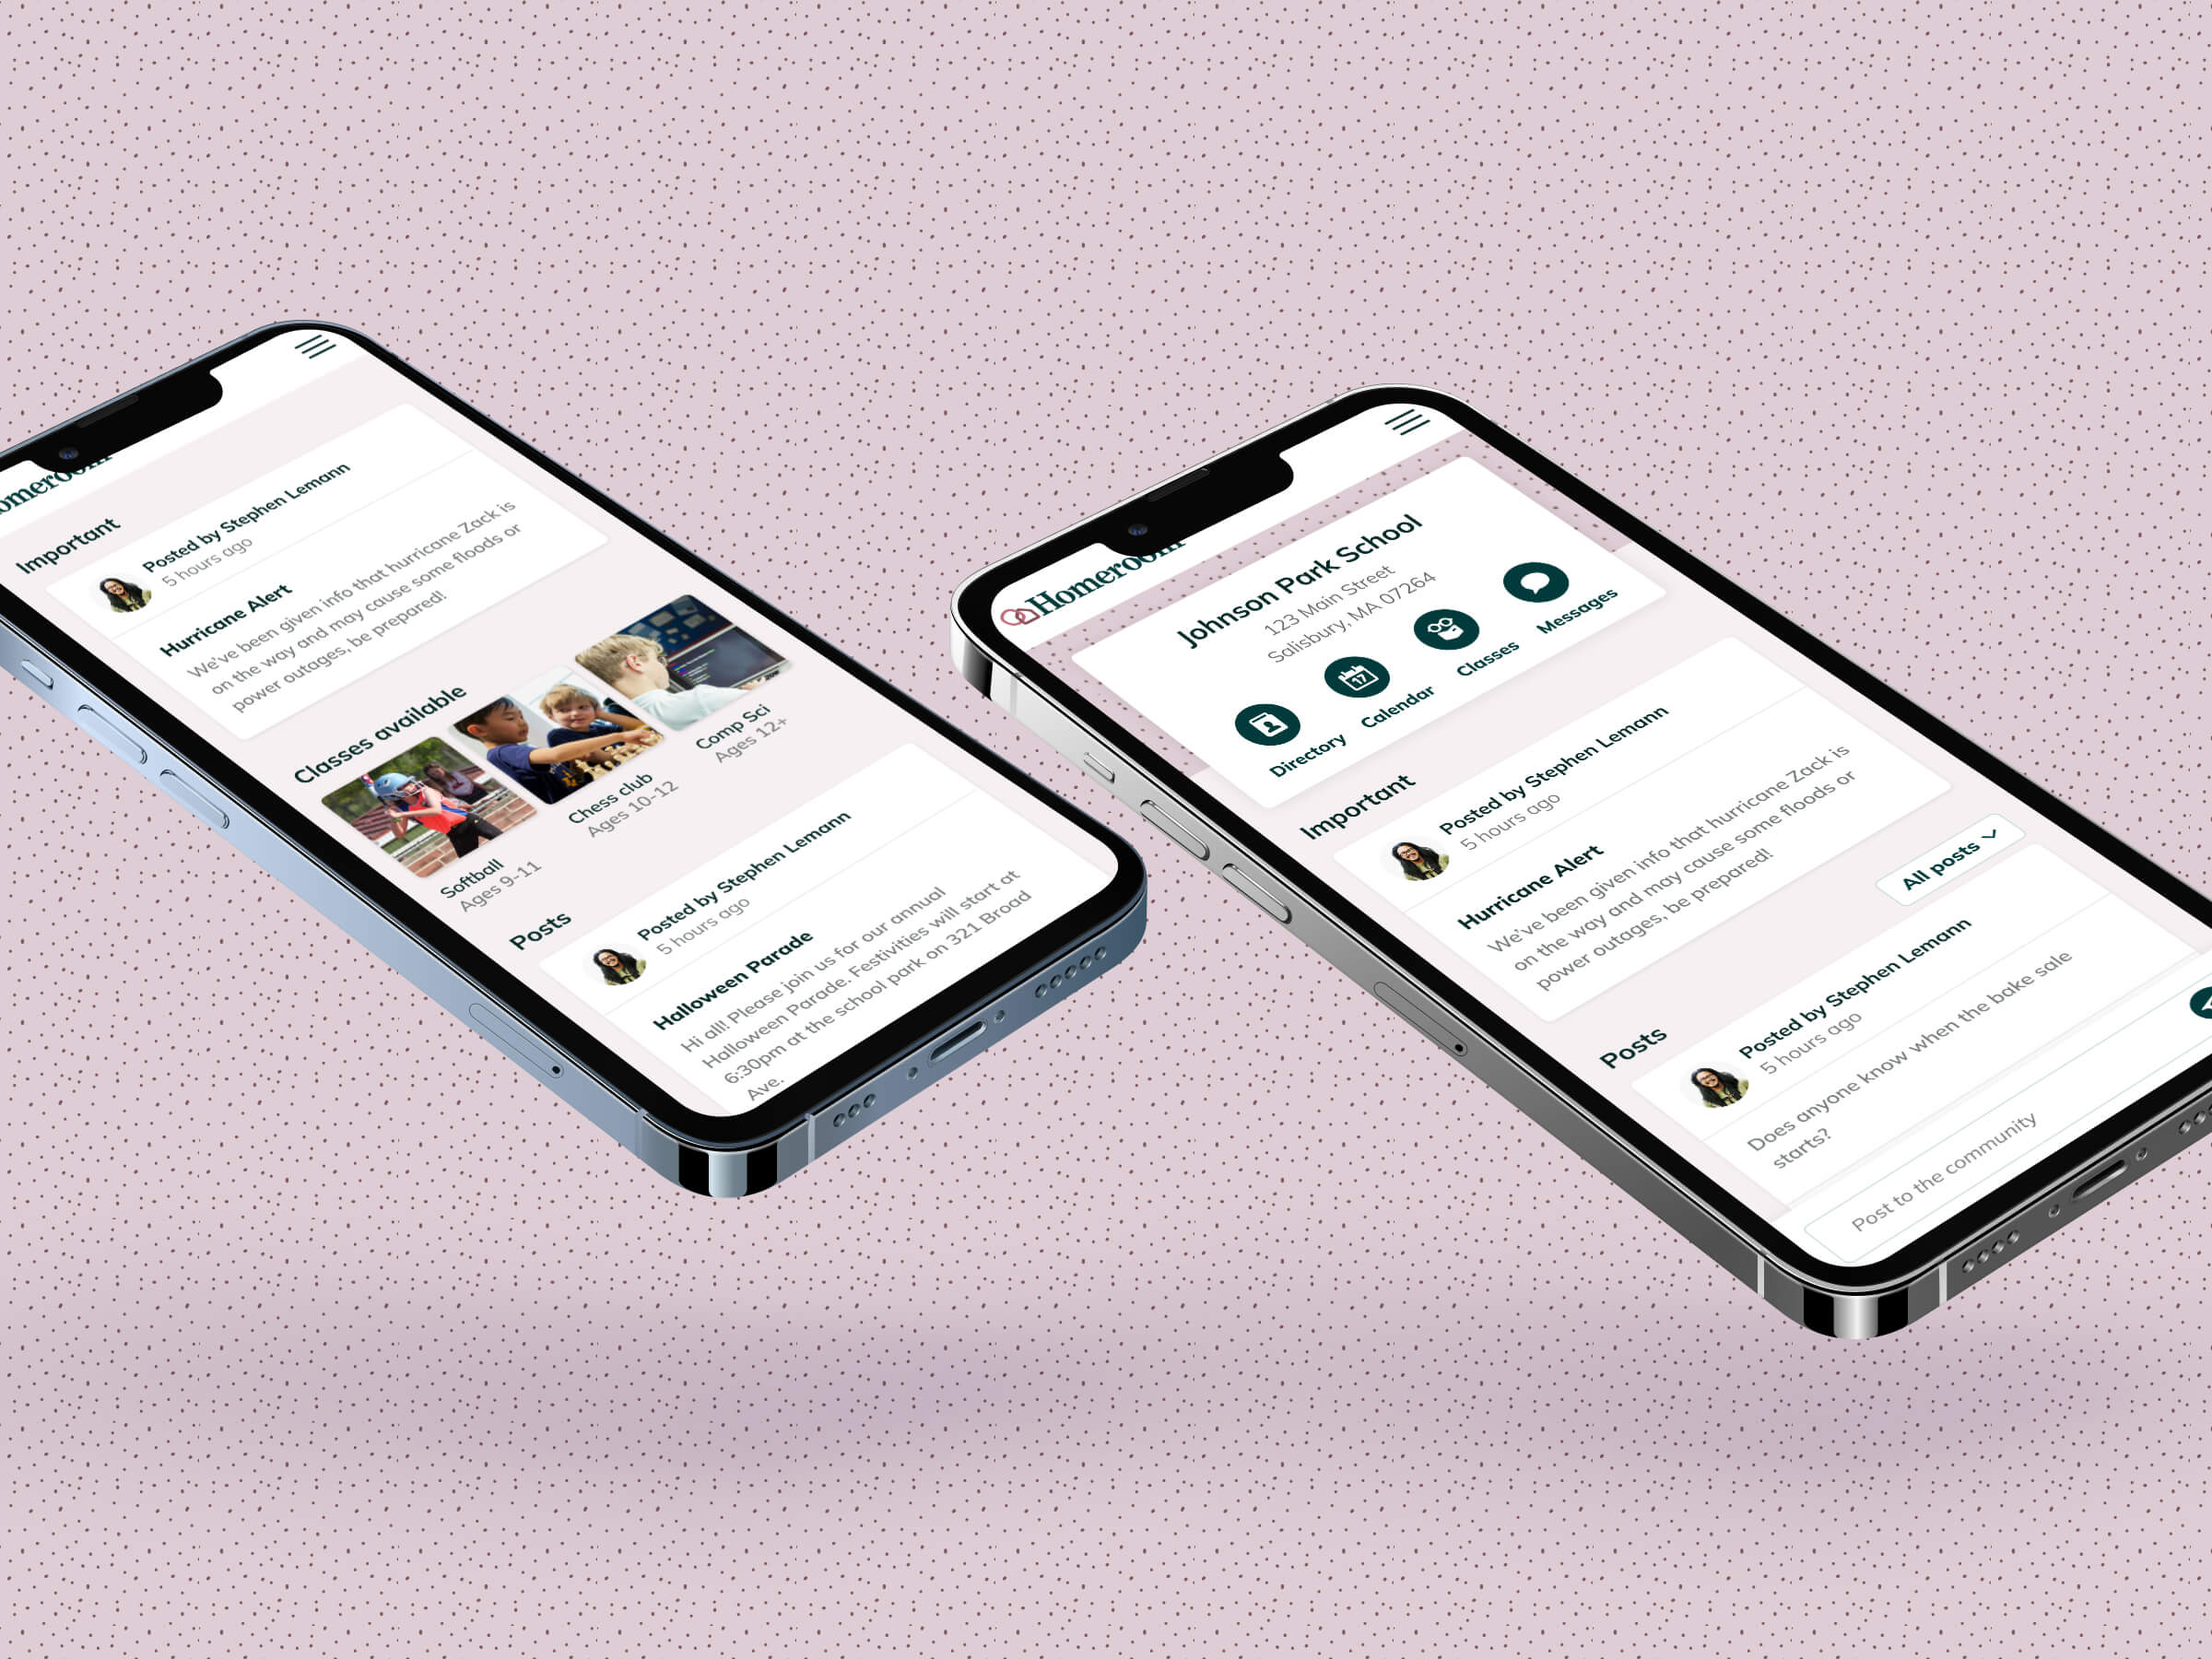 Important
Posted by Stephen Lemann
5 hours ago
Hurricane Alert
We've been given info that hurricane Zack is
on the way and may cause some floods or
power outages, be prepared!
Classes available
Softball
Ages 9-11
Chess club
Ages 10-12
Comp Sci
Ages 12+
Posts
Posted by Stephen Lemann
5 hours ago
Halloween Parade
Hi all! Please join us for our annual
Halloween Parade. Festivities will start at
6:30pm at the school park on 321 Broad
Ave.
Homeroom
Johnson Park School
123 Main Street
Salisbury, MA 07264
17
Directory
Calendar
Classes
Messages
Important
Posted by Stephen Lemann
5 hours ago
Hurricane Alert
We've been given info that hurricane Zack is
on the way and may cause some floods or
power outages, be prepared!
All posts
Posts
Posted by Stephen Lemann
5 hours ago
Does anyone know when the bake sale
starts?
Post to the community